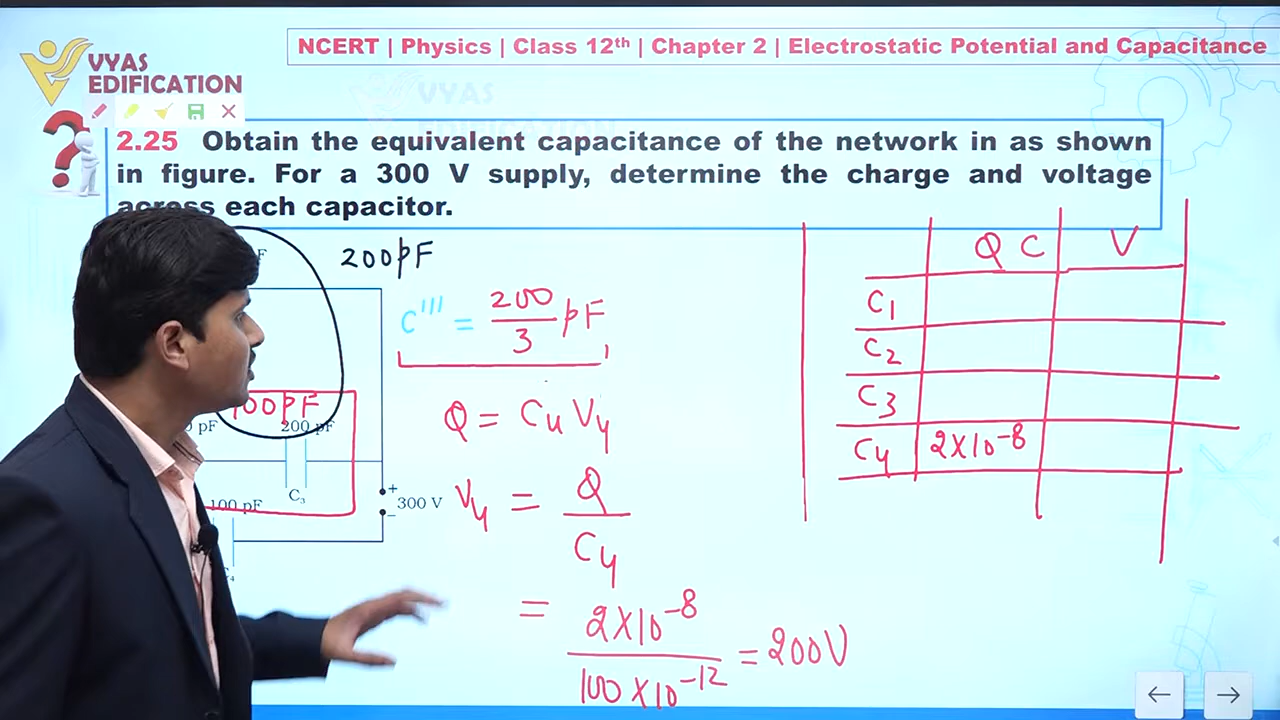 VYAS
EDIFICATION
NCERT | Physics | Class 12th | Chapter 2 | Electrostatic Potential and Capacitance
VYAS
2.25 Obtain the equivalent capacitance of the network in as shown
in figure. For a 300 V supply, determine the charge and voltage
across each capacitor.
200pF
C''' = 200/3 pF
100pF
pF
200 pF
C₃
100 pF
+
300 V
−
Q = C₄ V₄
V₄ = Q/C₄
= 2×10⁻⁸/100×10⁻¹² = 200V
Q C V
C₁
C₂
C₃
C₄ 2×10⁻⁸